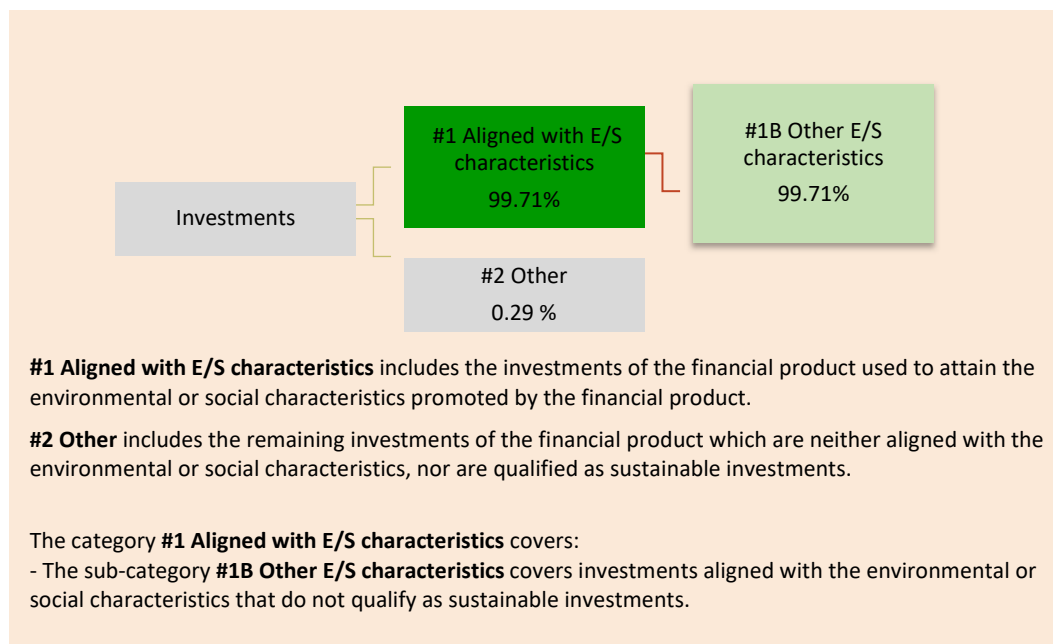 #1 Aligned with E/S
characteristics
99.71%
#1B Other E/S
characteristics
99.71%
Investments
#2 Other
0.29 %
#1 Aligned with E/S characteristics includes the investments of the financial product used to attain the
environmental or social characteristics promoted by the financial product.
#2 Other includes the remaining investments of the financial product which are neither aligned with the
environmental or social characteristics, nor are qualified as sustainable investments.
The category #1 Aligned with E/S characteristics covers:
- The sub-category #1B Other E/S characteristics covers investments aligned with the environmental or
social characteristics that do not qualify as sustainable investments.